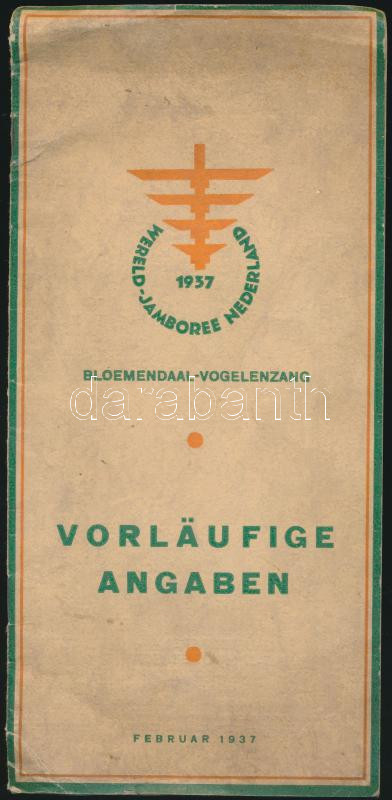 1937
WERELD-JAMBOREE NEDERLAND
BLOEMENDAAL-VOGELENZANG
darabanth
VORLÄUFIGE
ANGABEN
FEBRUAR 1937